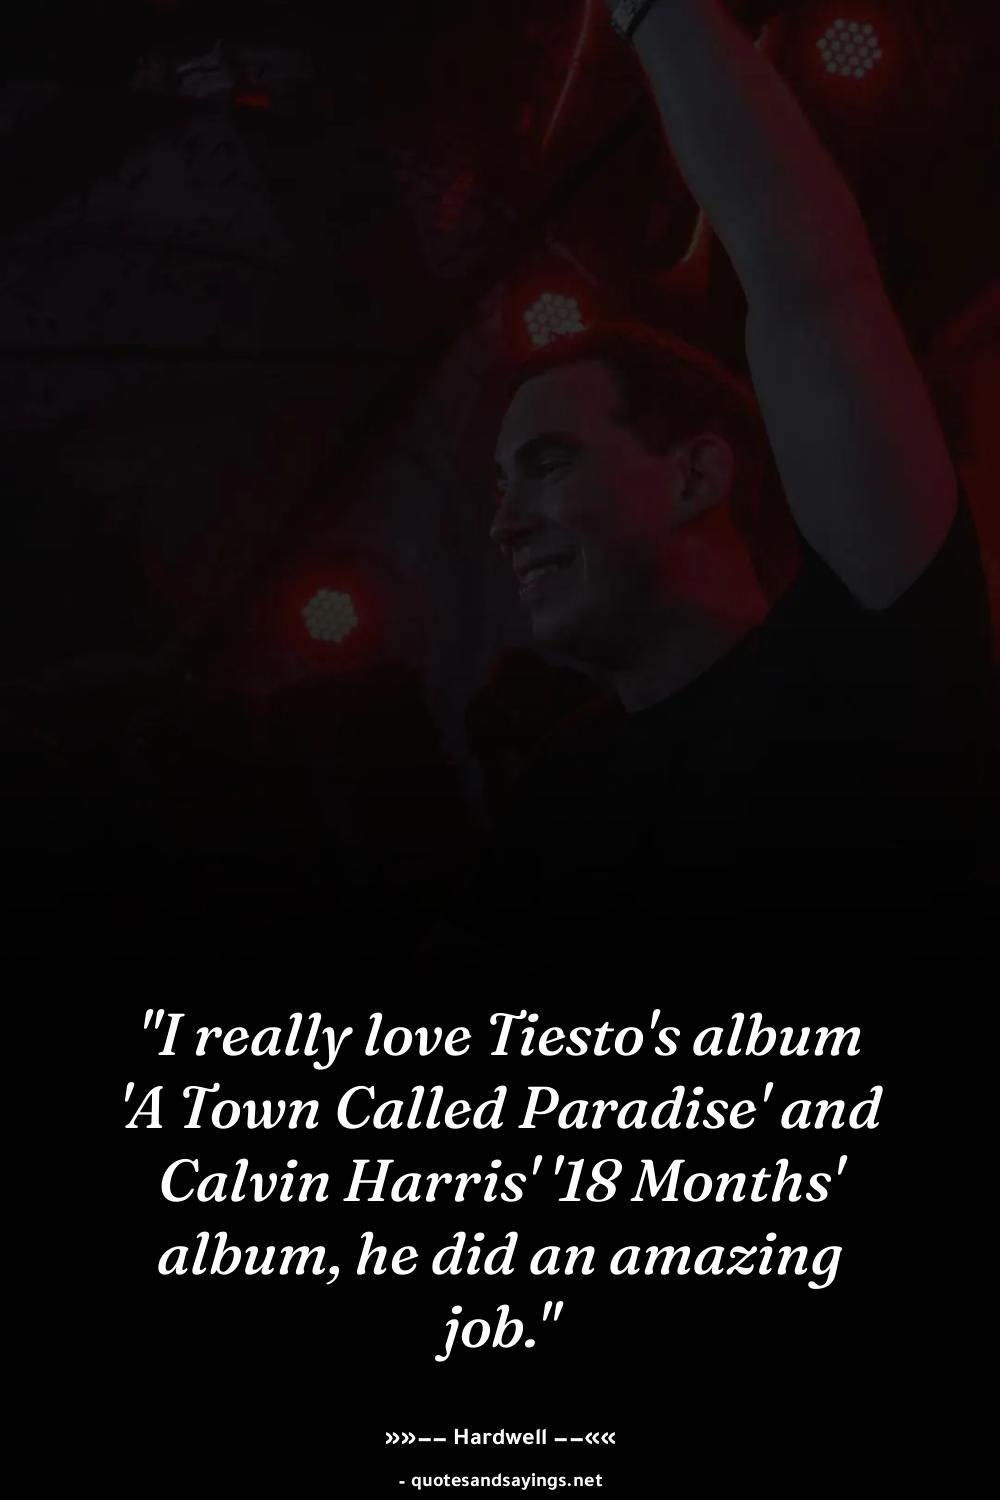 "I really love Tiesto's album
'A Town Called Paradise' and
Calvin Harris' '18 Months'
album, he did an amazing
job."
»»−− Hardwell −−««
- quotesandsayings.net